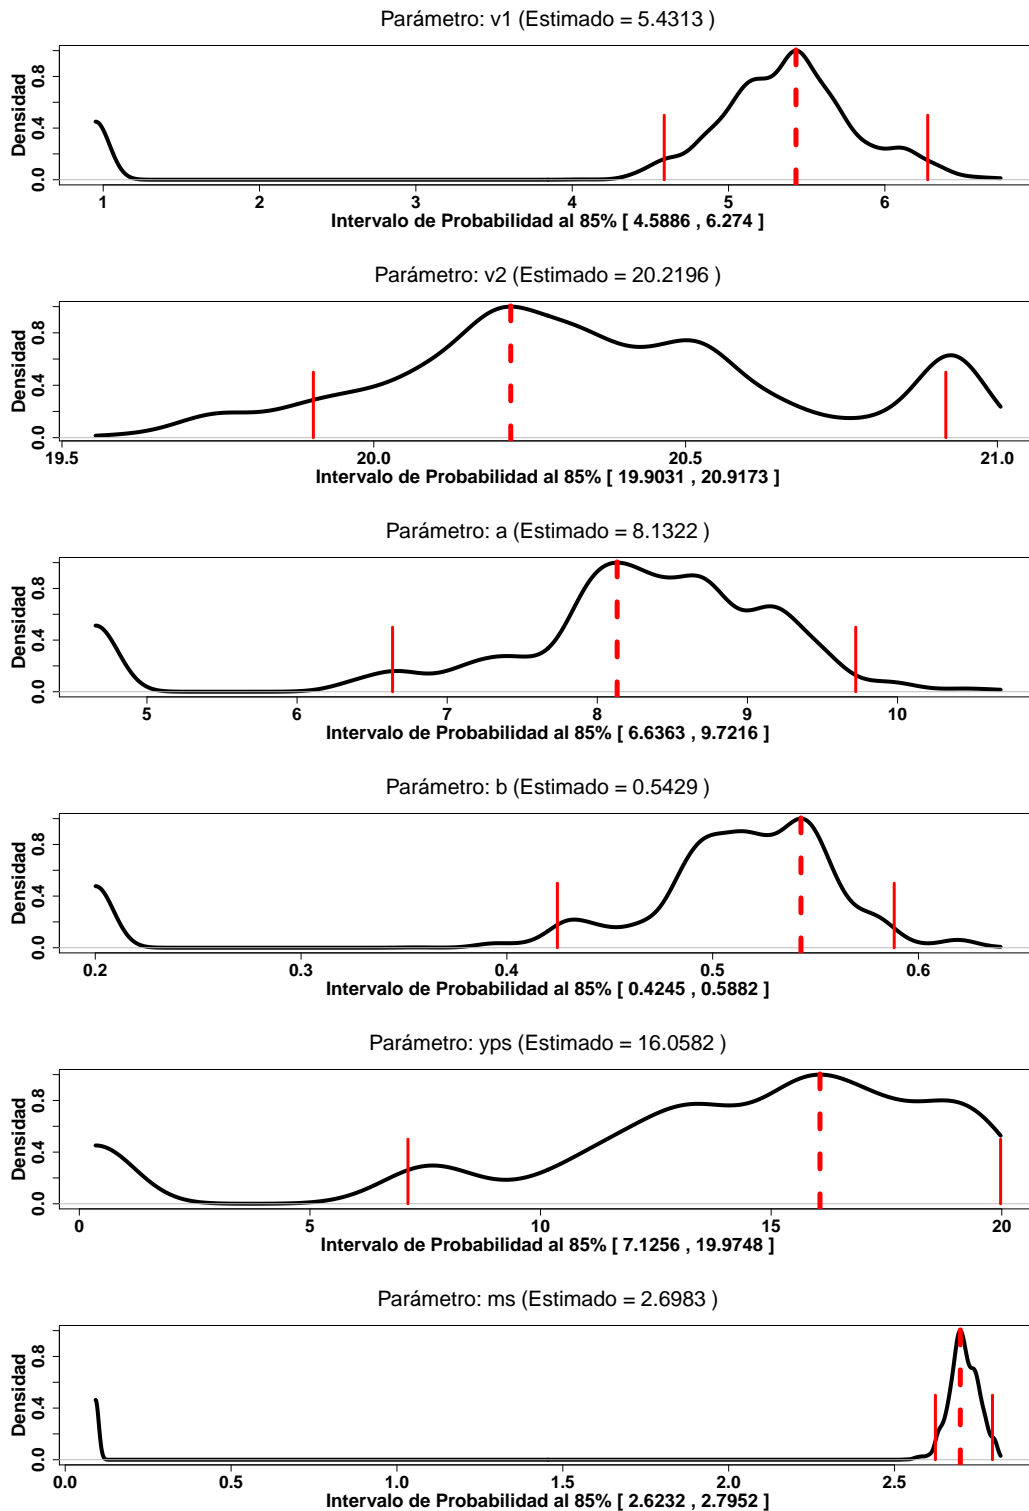 Parámetro: v1 (Estimado = 5.4313 )
Densidad
0.0 0.4 0.8
1 2 3 4 5 6
Intervalo de Probabilidad al 85% [ 4.5886 , 6.274 ]
Parámetro: v2 (Estimado = 20.2196 )
Densidad
0.0 0.4 0.8
19.5 20.0 20.5 21.0
Intervalo de Probabilidad al 85% [ 19.9031 , 20.9173 ]
Parámetro: a (Estimado = 8.1322 )
Densidad
0.0 0.4 0.8
5 6 7 8 9 10
Intervalo de Probabilidad al 85% [ 6.6363 , 9.7216 ]
Parámetro: b (Estimado = 0.5429 )
Densidad
0.0 0.4 0.8
0.2 0.3 0.4 0.5 0.6
Intervalo de Probabilidad al 85% [ 0.4245 , 0.5882 ]
Parámetro: yps (Estimado = 16.0582 )
Densidad
0.0 0.4 0.8
0 5 10 15 20
Intervalo de Probabilidad al 85% [ 7.1256 , 19.9748 ]
Parámetro: ms (Estimado = 2.6983 )
Densidad
0.0 0.4 0.8
0.0 0.5 1.0 1.5 2.0 2.5
Intervalo de Probabilidad al 85% [ 2.6232 , 2.7952 ]